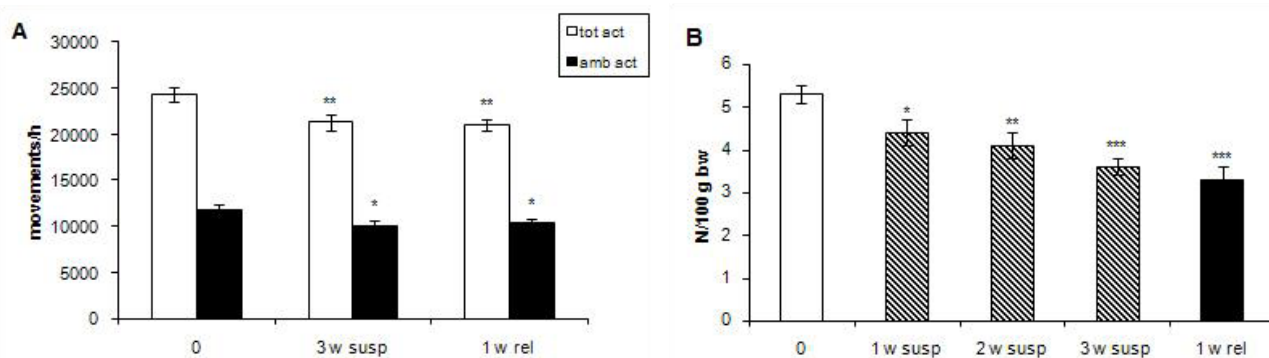 A
30000
25000
20000
15000
10000
5000
0
movements/h
tot act
amb act
**
**
*
*
0
3 w susp
1 w rel
B
6
5
4
3
2
1
0
N/100 g bw
*
**
***
***
0
1 w susp
2 w susp
3 w susp
1 w rel